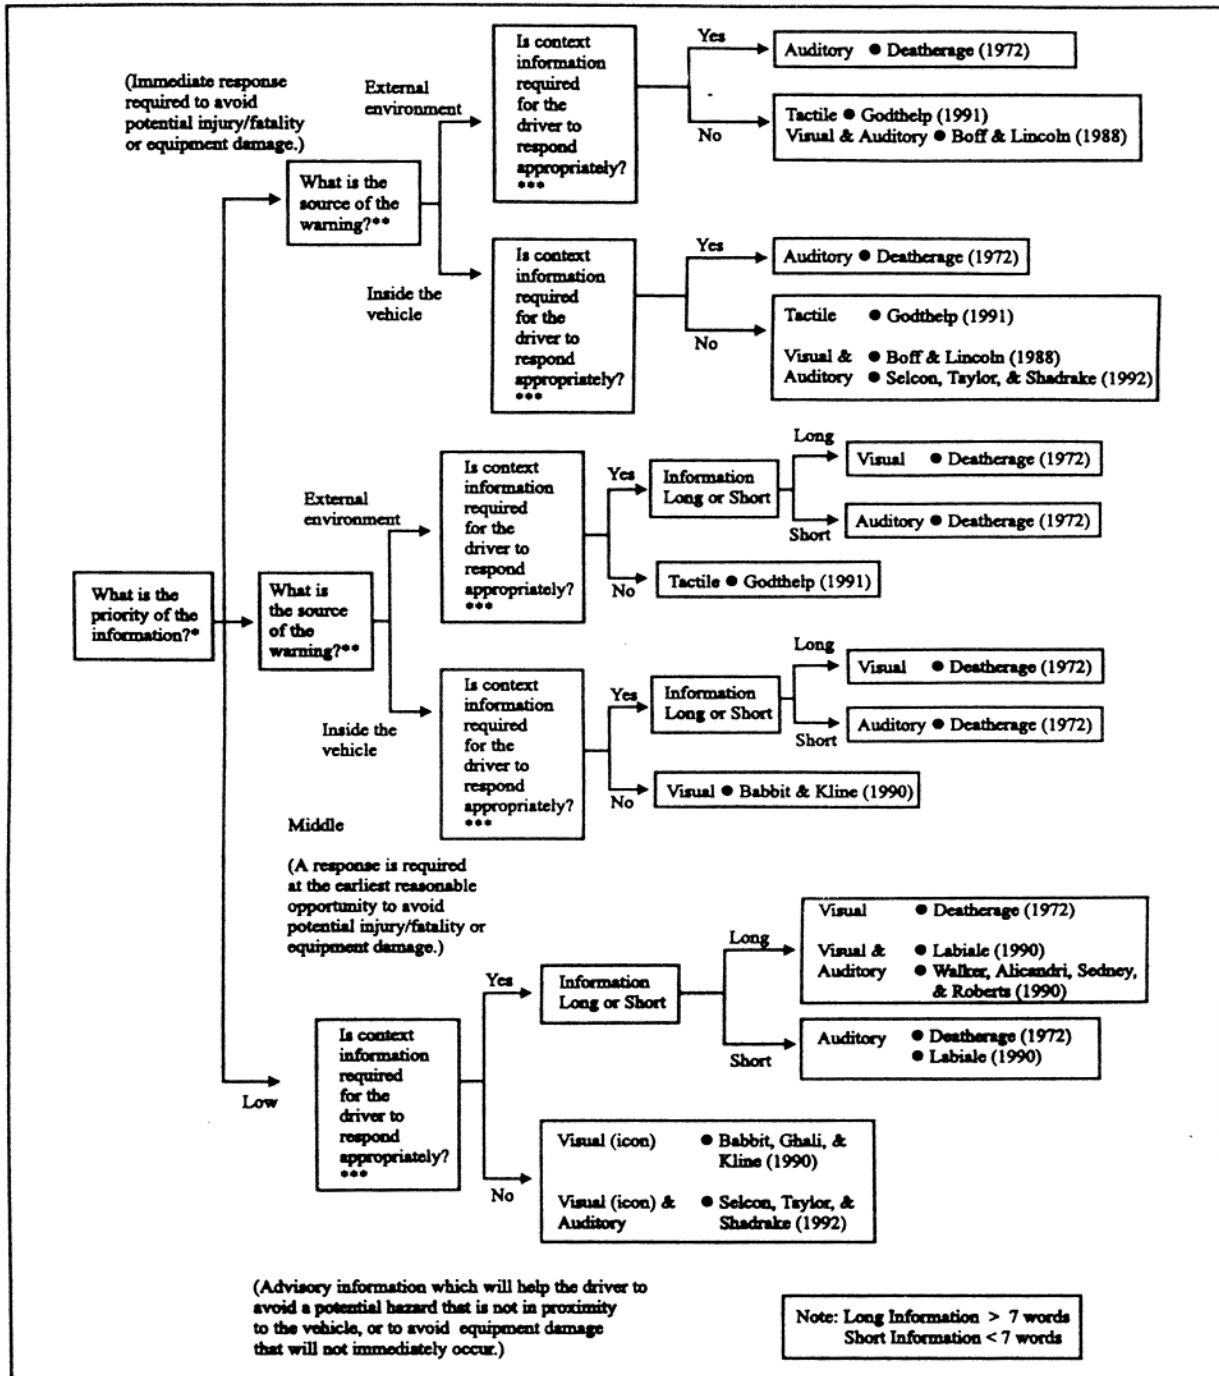 (Immediate response
required to avoid
potential injury/fatality
or equipment damage.)
External
environment
Is context
information
required
for the
driver to
respond
appropriately?
***
Yes
Auditory ● Deatherage (1972)
No
Tactile ● Godthelp (1991)
Visual & Auditory ● Boff & Lincoln (1988)
What is the
source of the
warning?**
Inside the
vehicle
Is context
information
required
for the
driver to
respond
appropriately?
***
Yes
Auditory ● Deatherage (1972)
No
Tactile ● Godthelp (1991)
Visual & ● Boff & Lincoln (1988)
Auditory ● Selcon, Taylor, & Shadrake (1992)
External
environment
Is context
information
required
for the
driver to
respond
appropriately?
***
Yes
Information
Long or Short
Long
Visual ● Deatherage (1972)
Short
Auditory ● Deatherage (1972)
No
Tactile ● Godthelp (1991)
What is the
priority of the
information?*
What is
the source
of the
warning?**
Inside the
vehicle
Is context
information
required
for the
driver to
respond
appropriately?
***
Yes
Information
Long or Short
Long
Visual ● Deatherage (1972)
Short
Auditory ● Deatherage (1972)
No
Visual ● Babbit & Kline (1990)
Middle
(A response is required
at the earliest reasonable
opportunity to avoid
potential injury/fatality or
equipment damage.)
Low
Is context
information
required
for the
driver to
respond
appropriately?
***
Yes
Information
Long or Short
Long
Visual ● Deatherage (1972)
Visual & ● Labiale (1990)
Auditory ● Walker, Alicandri, Sedney,
& Roberts (1990)
Short
Auditory ● Deatherage (1972)
● Labiale (1990)
No
Visual (icon) ● Babbit, Ghali, &
Kline (1990)
Visual (icon) & ● Selcon, Taylor, &
Auditory Shadrake (1992)
(Advisory information which will help the driver to
avoid a potential hazard that is not in proximity
to the vehicle, or to avoid equipment damage
that will not immediately occur.)
Note: Long Information > 7 words
Short Information < 7 words